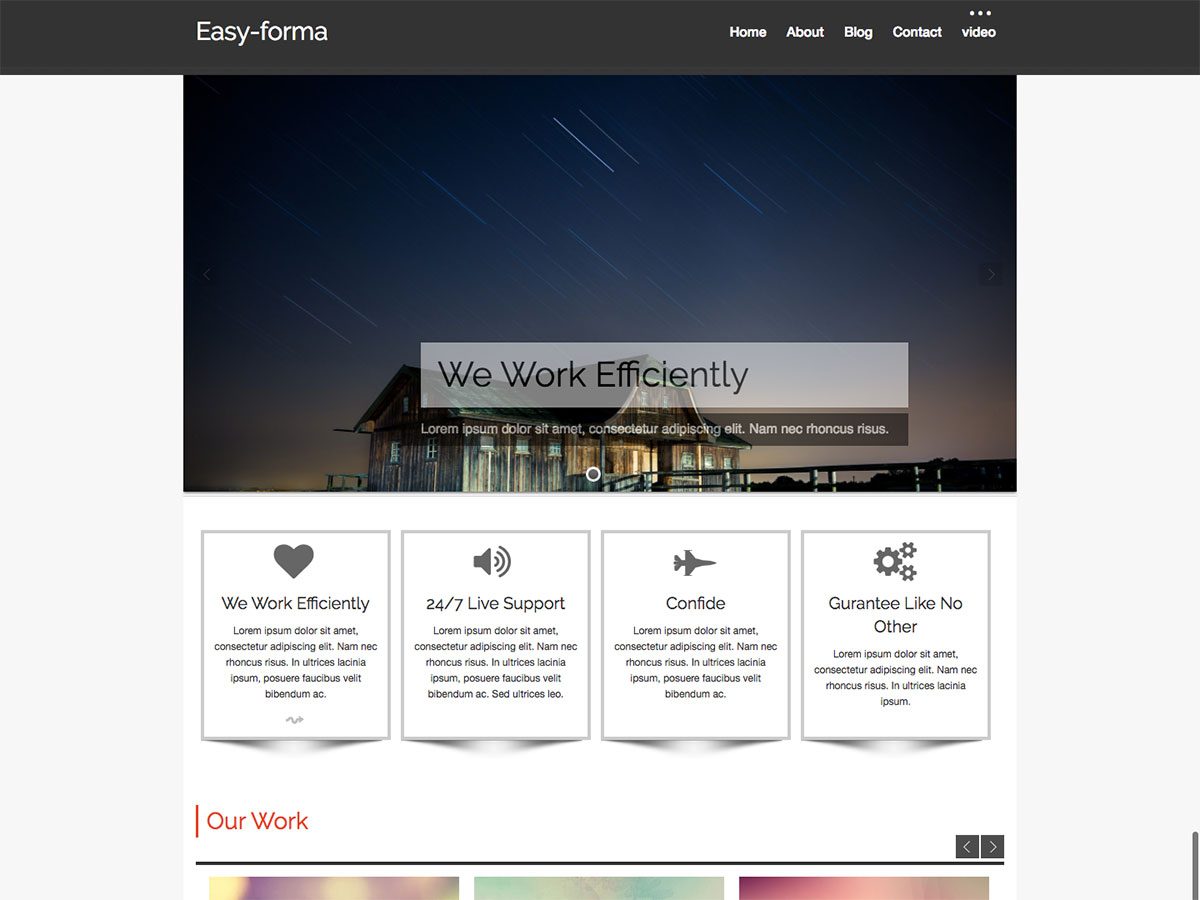 Easy-forma
Home About Blog Contact video
We Work Efficiently
Lorem ipsum dolor sit amet, consectetur adipiscing elit. Nam nec rhoncus risus.
We Work Efficiently
Lorem ipsum dolor sit amet,
consectetur adipiscing elit. Nam nec
rhoncus risus. In ultrices lacinia
ipsum, posuere faucibus velit
bibendum ac.
24/7 Live Support
Lorem ipsum dolor sit amet,
consectetur adipiscing elit. Nam nec
rhoncus risus. In ultrices lacinia
ipsum, posuere faucibus velit
bibendum ac. Sed ultrices leo.
Confide
Lorem ipsum dolor sit amet,
consectetur adipiscing elit. Nam nec
rhoncus risus. In ultrices lacinia
ipsum, posuere faucibus velit
bibendum ac.
Gurantee Like No
Other
Lorem ipsum dolor sit amet,
consectetur adipiscing elit. Nam nec
rhoncus risus. In ultrices lacinia
ipsum.
Our Work